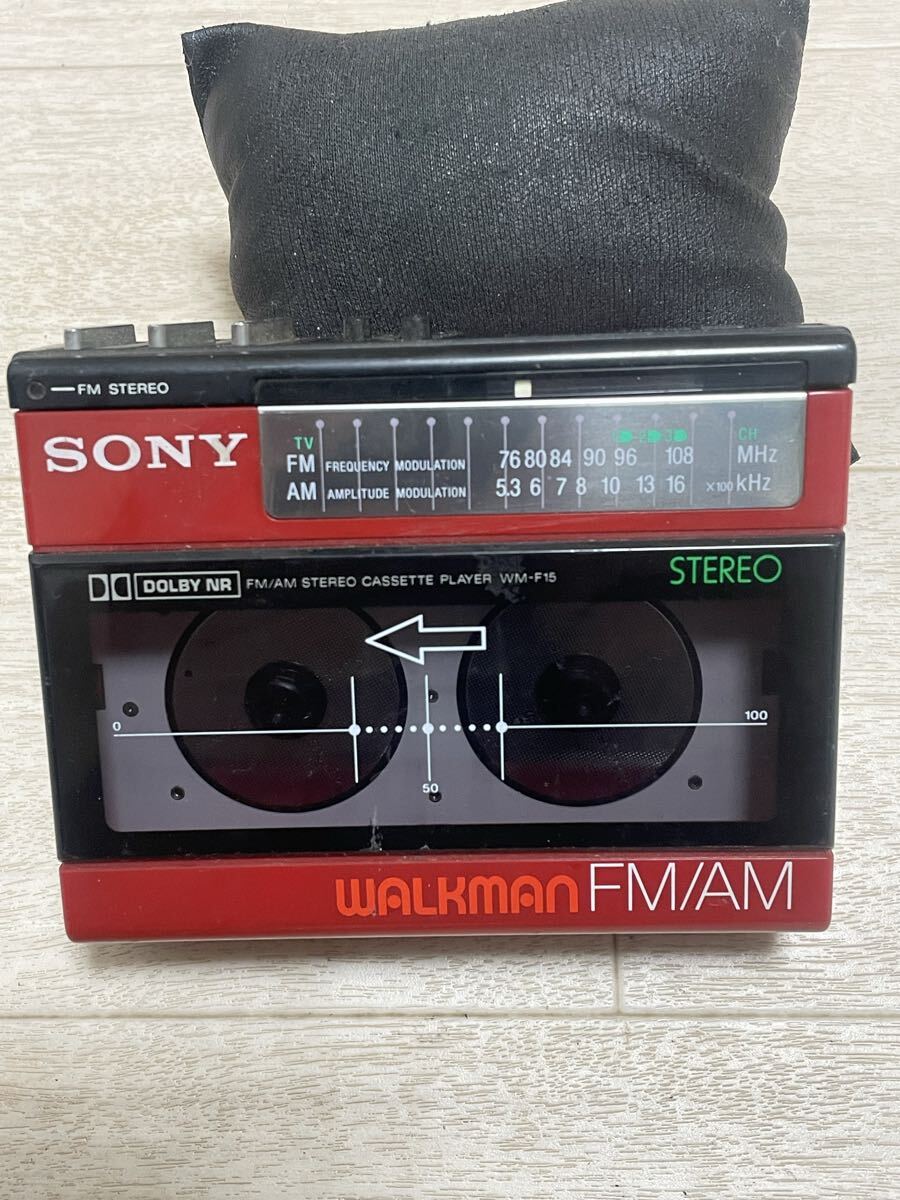 FM STEREO
SONY
TV 1-2 3 CH
FM FREQUENCY MODULATION 76 80 84 90 96 108 MHz
AM AMPLITUDE MODULATION 5.3 6 7 8 10 13 16 ×100 kHz
DOLBY NR FM/AM STEREO CASSETTE PLAYER WM-F15 STEREO
0 100
50
WALKMAN FM/AM